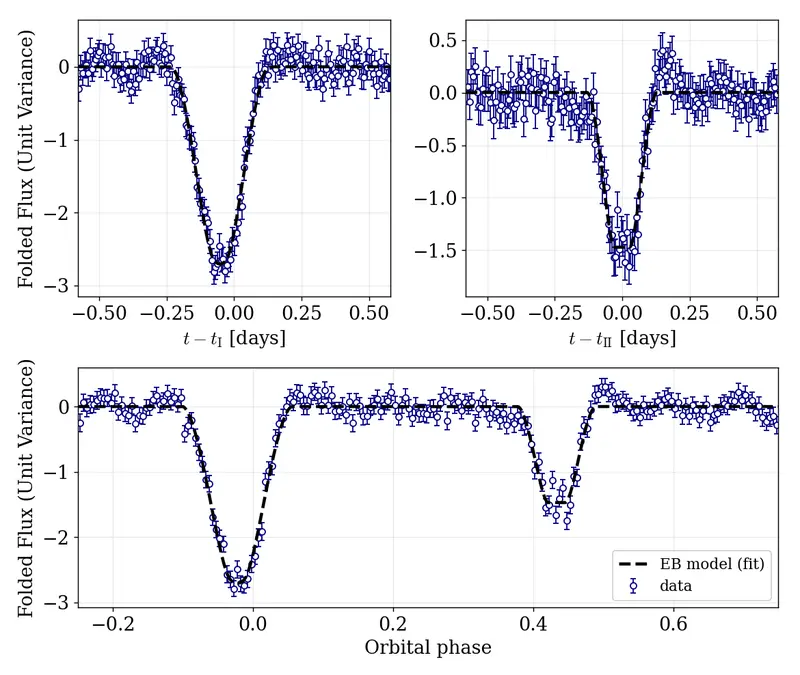 Folded Flux (Unit Variance)
0
−1
−2
−3
−0.50 −0.25 0.00 0.25 0.50
t − tI [days]
0.5
0.0
−0.5
−1.0
−1.5
−0.50 −0.25 0.00 0.25 0.50
t − tII [days]
Folded Flux (Unit Variance)
0
−1
−2
−3
−0.2 0.0 0.2 0.4 0.6
Orbital phase
EB model (fit)
data